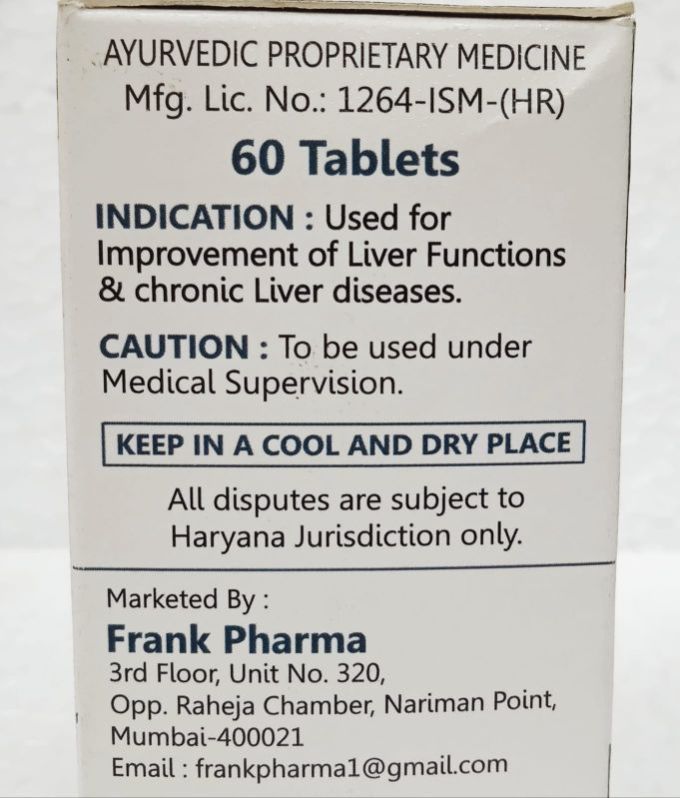 AYURVEDIC PROPRIETARY MEDICINE
Mfg. Lic. No.: 1264-ISM-(HR)
60 Tablets
INDICATION : Used for
Improvement of Liver Functions
& chronic Liver diseases.
CAUTION : To be used under
Medical Supervision.
KEEP IN A COOL AND DRY PLACE
All disputes are subject to
Haryana Jurisdiction only.
Marketed By :
Frank Pharma
3rd Floor, Unit No. 320,
Opp. Raheja Chamber, Nariman Point,
Mumbai-400021
Email : frankpharma1@gmail.com